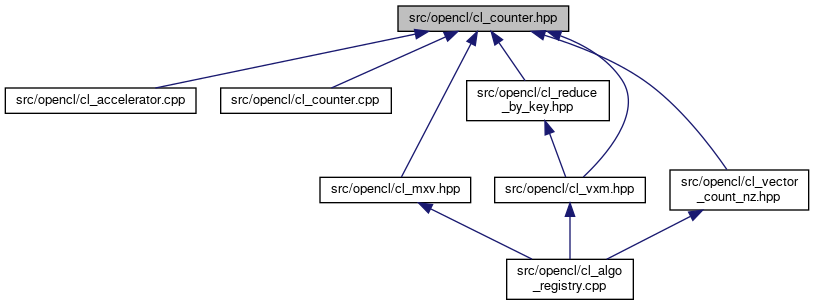 src/opencl/cl_counter.hpp
src/opencl/cl_accelerator.cpp
src/opencl/cl_counter.cpp
src/opencl/cl_reduce
_by_key.hpp
src/opencl/cl_mxv.hpp
src/opencl/cl_vxm.hpp
src/opencl/cl_vector
_count_nz.hpp
src/opencl/cl_algo
_registry.cpp